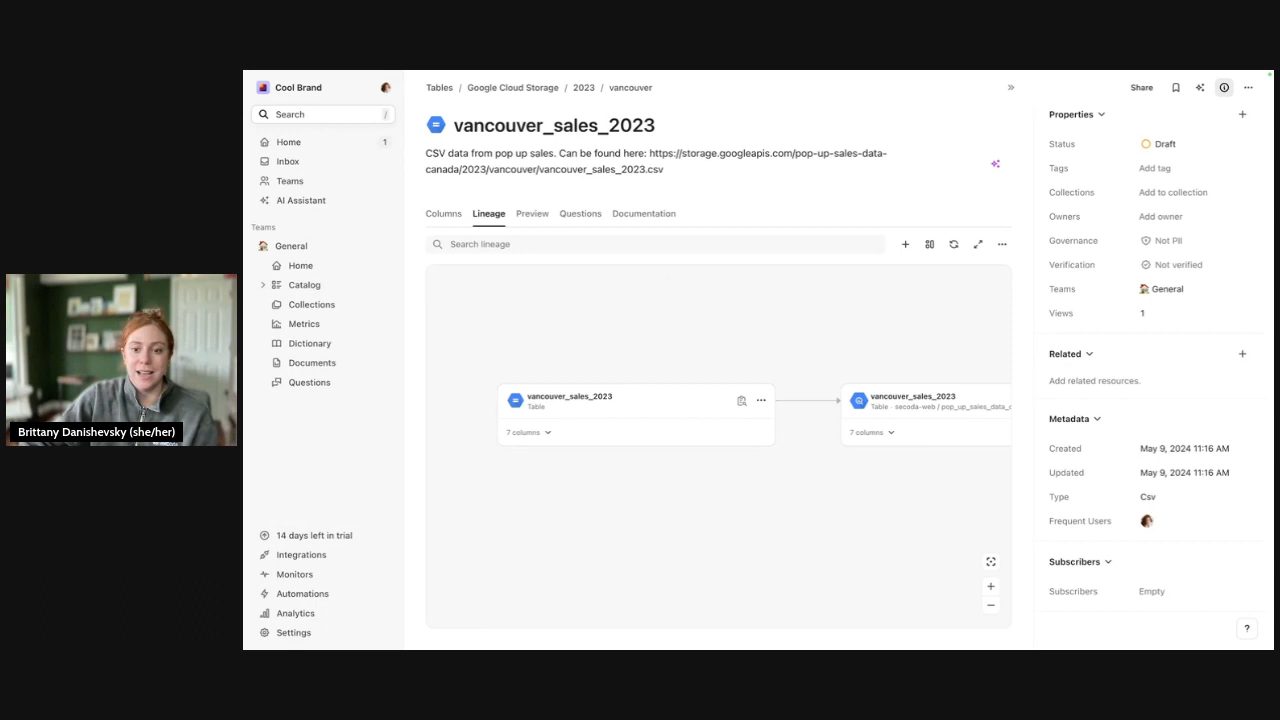 Cool Brand
Search /
Home 1
Inbox
Teams
AI Assistant
Teams
General
Home
Catalog
Collections
Metrics
Dictionary
Documents
Questions
14 days left in trial
Integrations
Monitors
Automations
Analytics
Settings
Brittany Danishevsky (she/her)
Tables / Google Cloud Storage / 2023 / vancouver
Share
vancouver_sales_2023
CSV data from pop up sales. Can be found here: https://storage.googleapis.com/pop-up-sales-data-
canada/2023/vancouver/vancouver_sales_2023.csv
Columns Lineage Preview Questions Documentation
Search lineage
vancouver_sales_2023
Table
7 columns
vancouver_sales_2023
Table · secoda-web / pop_up_sales_data_c
7 columns
Properties
Status Draft
Tags Add tag
Collections Add to collection
Owners Add owner
Governance Not PII
Verification Not verified
Teams General
Views 1
Related
Add related resources.
Metadata
Created May 9, 2024 11:16 AM
Updated May 9, 2024 11:16 AM
Type Csv
Frequent Users
Subscribers
Subscribers Empty
?